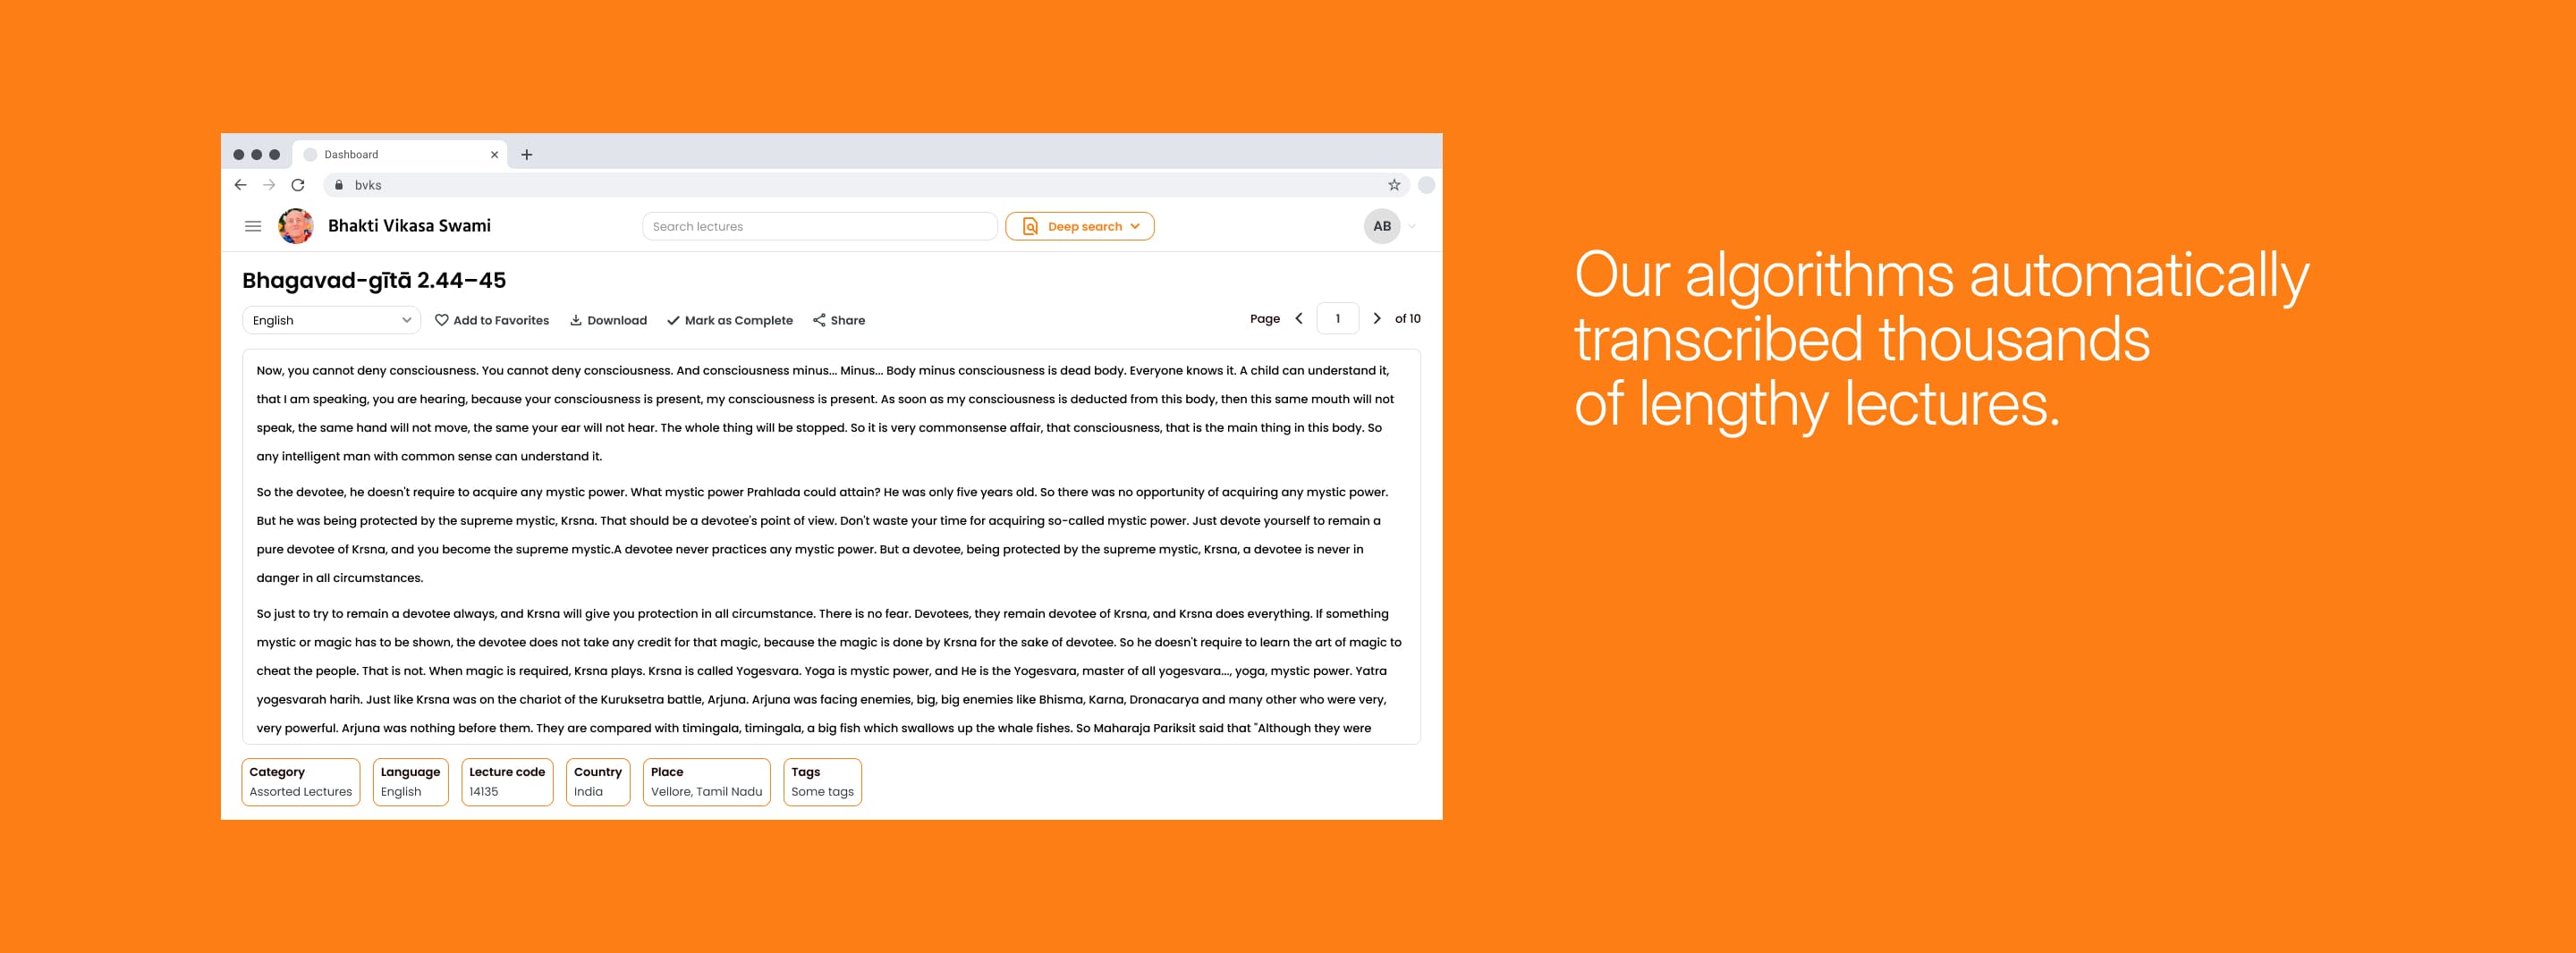 Dashboard
bvks
Bhakti Vikasa Swami
Search lectures
Deep search
AB
Bhagavad-gītā 2.44–45
English
Add to Favorites
Download
Mark as Complete
Share
Page
1
of 10
Now, you cannot deny consciousness. You cannot deny consciousness. And consciousness minus... Minus... Body minus consciousness is dead body. Everyone knows it. A child can understand it,
that I am speaking, you are hearing, because your consciousness is present, my consciousness is present. As soon as my consciousness is deducted from this body, then this same mouth will not
speak, the same hand will not move, the same your ear will not hear. The whole thing will be stopped. So it is very commonsense affair, that consciousness, that is the main thing in this body. So
any intelligent man with common sense can understand it.
So the devotee, he doesn't require to acquire any mystic power. What mystic power Prahlada could attain? He was only five years old. So there was no opportunity of acquiring any mystic power.
But he was being protected by the supreme mystic, Krsna. That should be a devotee's point of view. Don't waste your time for acquiring so-called mystic power. Just devote yourself to remain a
pure devotee of Krsna, and you become the supreme mystic.A devotee never practices any mystic power. But a devotee, being protected by the supreme mystic, Krsna, a devotee is never in
danger in all circumstances.
So just to try to remain a devotee always, and Krsna will give you protection in all circumstance. There is no fear. Devotees, they remain devotee of Krsna, and Krsna does everything. If something
mystic or magic has to be shown, the devotee does not take any credit for that magic, because the magic is done by Krsna for the sake of devotee. So he doesn't require to learn the art of magic to
cheat the people. That is not. When magic is required, Krsna plays. Krsna is called Yogesvara. Yoga is mystic power, and He is the Yogesvara, master of all yogesvara..., yoga, mystic power. Yatra
yogesvarah harih. Just like Krsna was on the chariot of the Kuruksetra battle, Arjuna. Arjuna was facing enemies, big, big enemies like Bhisma, Karna, Dronacarya and many other who were very,
very powerful. Arjuna was nothing before them. They are compared with timingala, timingala, a big fish which swallows up the whale fishes. So Maharaja Pariksit said that "Although they were
Category
Assorted Lectures
Language
English
Lecture code
14135
Country
India
Place
Vellore, Tamil Nadu
Tags
Some tags
Our algorithms automatically
transcribed thousands
of lengthy lectures.